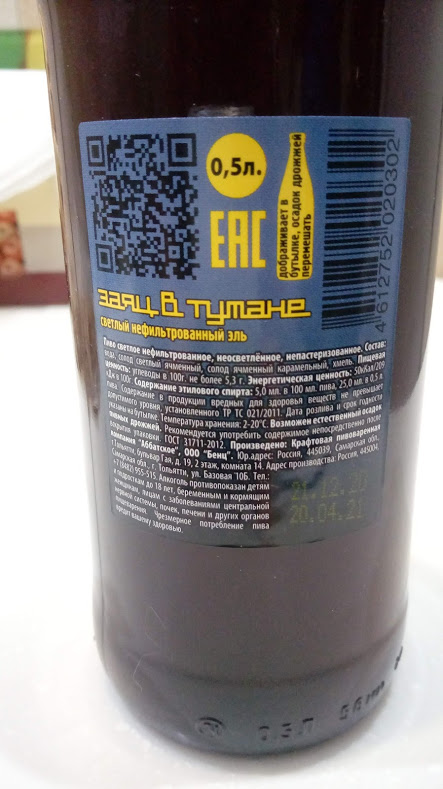 0,5л.
дображивает в
бутылке, осадок дрожжей
перемешать
ЕАС
4 612752 020302
заяц в тумане
светлый нефильтрованный эль
Пиво светлое нефильтрованное, неосветлённое, непастеризованное. Состав:
вода, солод светлый ячменный, солод ячменный карамельный, хмель. Пищевая
ценность: углеводы в 100г. не более 5,3 г. Энергетическая ценность: 50кКал/209
кДж в 100г. Содержание этилового спирта: 5,0 мл. в 100 мл. пива, 25,0 мл. в 0,5 л.
пива. Содержание в продукции вредных для здоровья веществ не превышает
допустимого уровня, установленного ТР ТС 021/2011. Дата розлива и срок годности
указаны на бутылке. Температура хранения: 2-20°С. Возможен естественный осадок
пивных дрожжей. Рекомендуется употребить содержимое непосредственно после
вскрытия упаковки. ГОСТ 31711-2012. Произведено: Крафтовая пивоваренная
компания "Аббатское", ООО "Бенц". Юр.адрес: Россия, 445039, Самарская обл.,
г. Тольятти, бульвар Гая, д. 19, 2 этаж, комната 14. Адрес производства: Россия, 445004,
Самарская обл., г. Тольятти, ул. Базовая 10Б. Тел.:
+7 (8482) 955-515. Алкоголь противопоказан детям
и подросткам до 18 лет, беременным и кормящим
женщинам, лицам с заболеваниями центральной
нервной системы, почек, печени и других органов
пищеварения. Чрезмерное потребление пива
вредит вашему здоровью.
21.12.
20.04.21
0.5Л